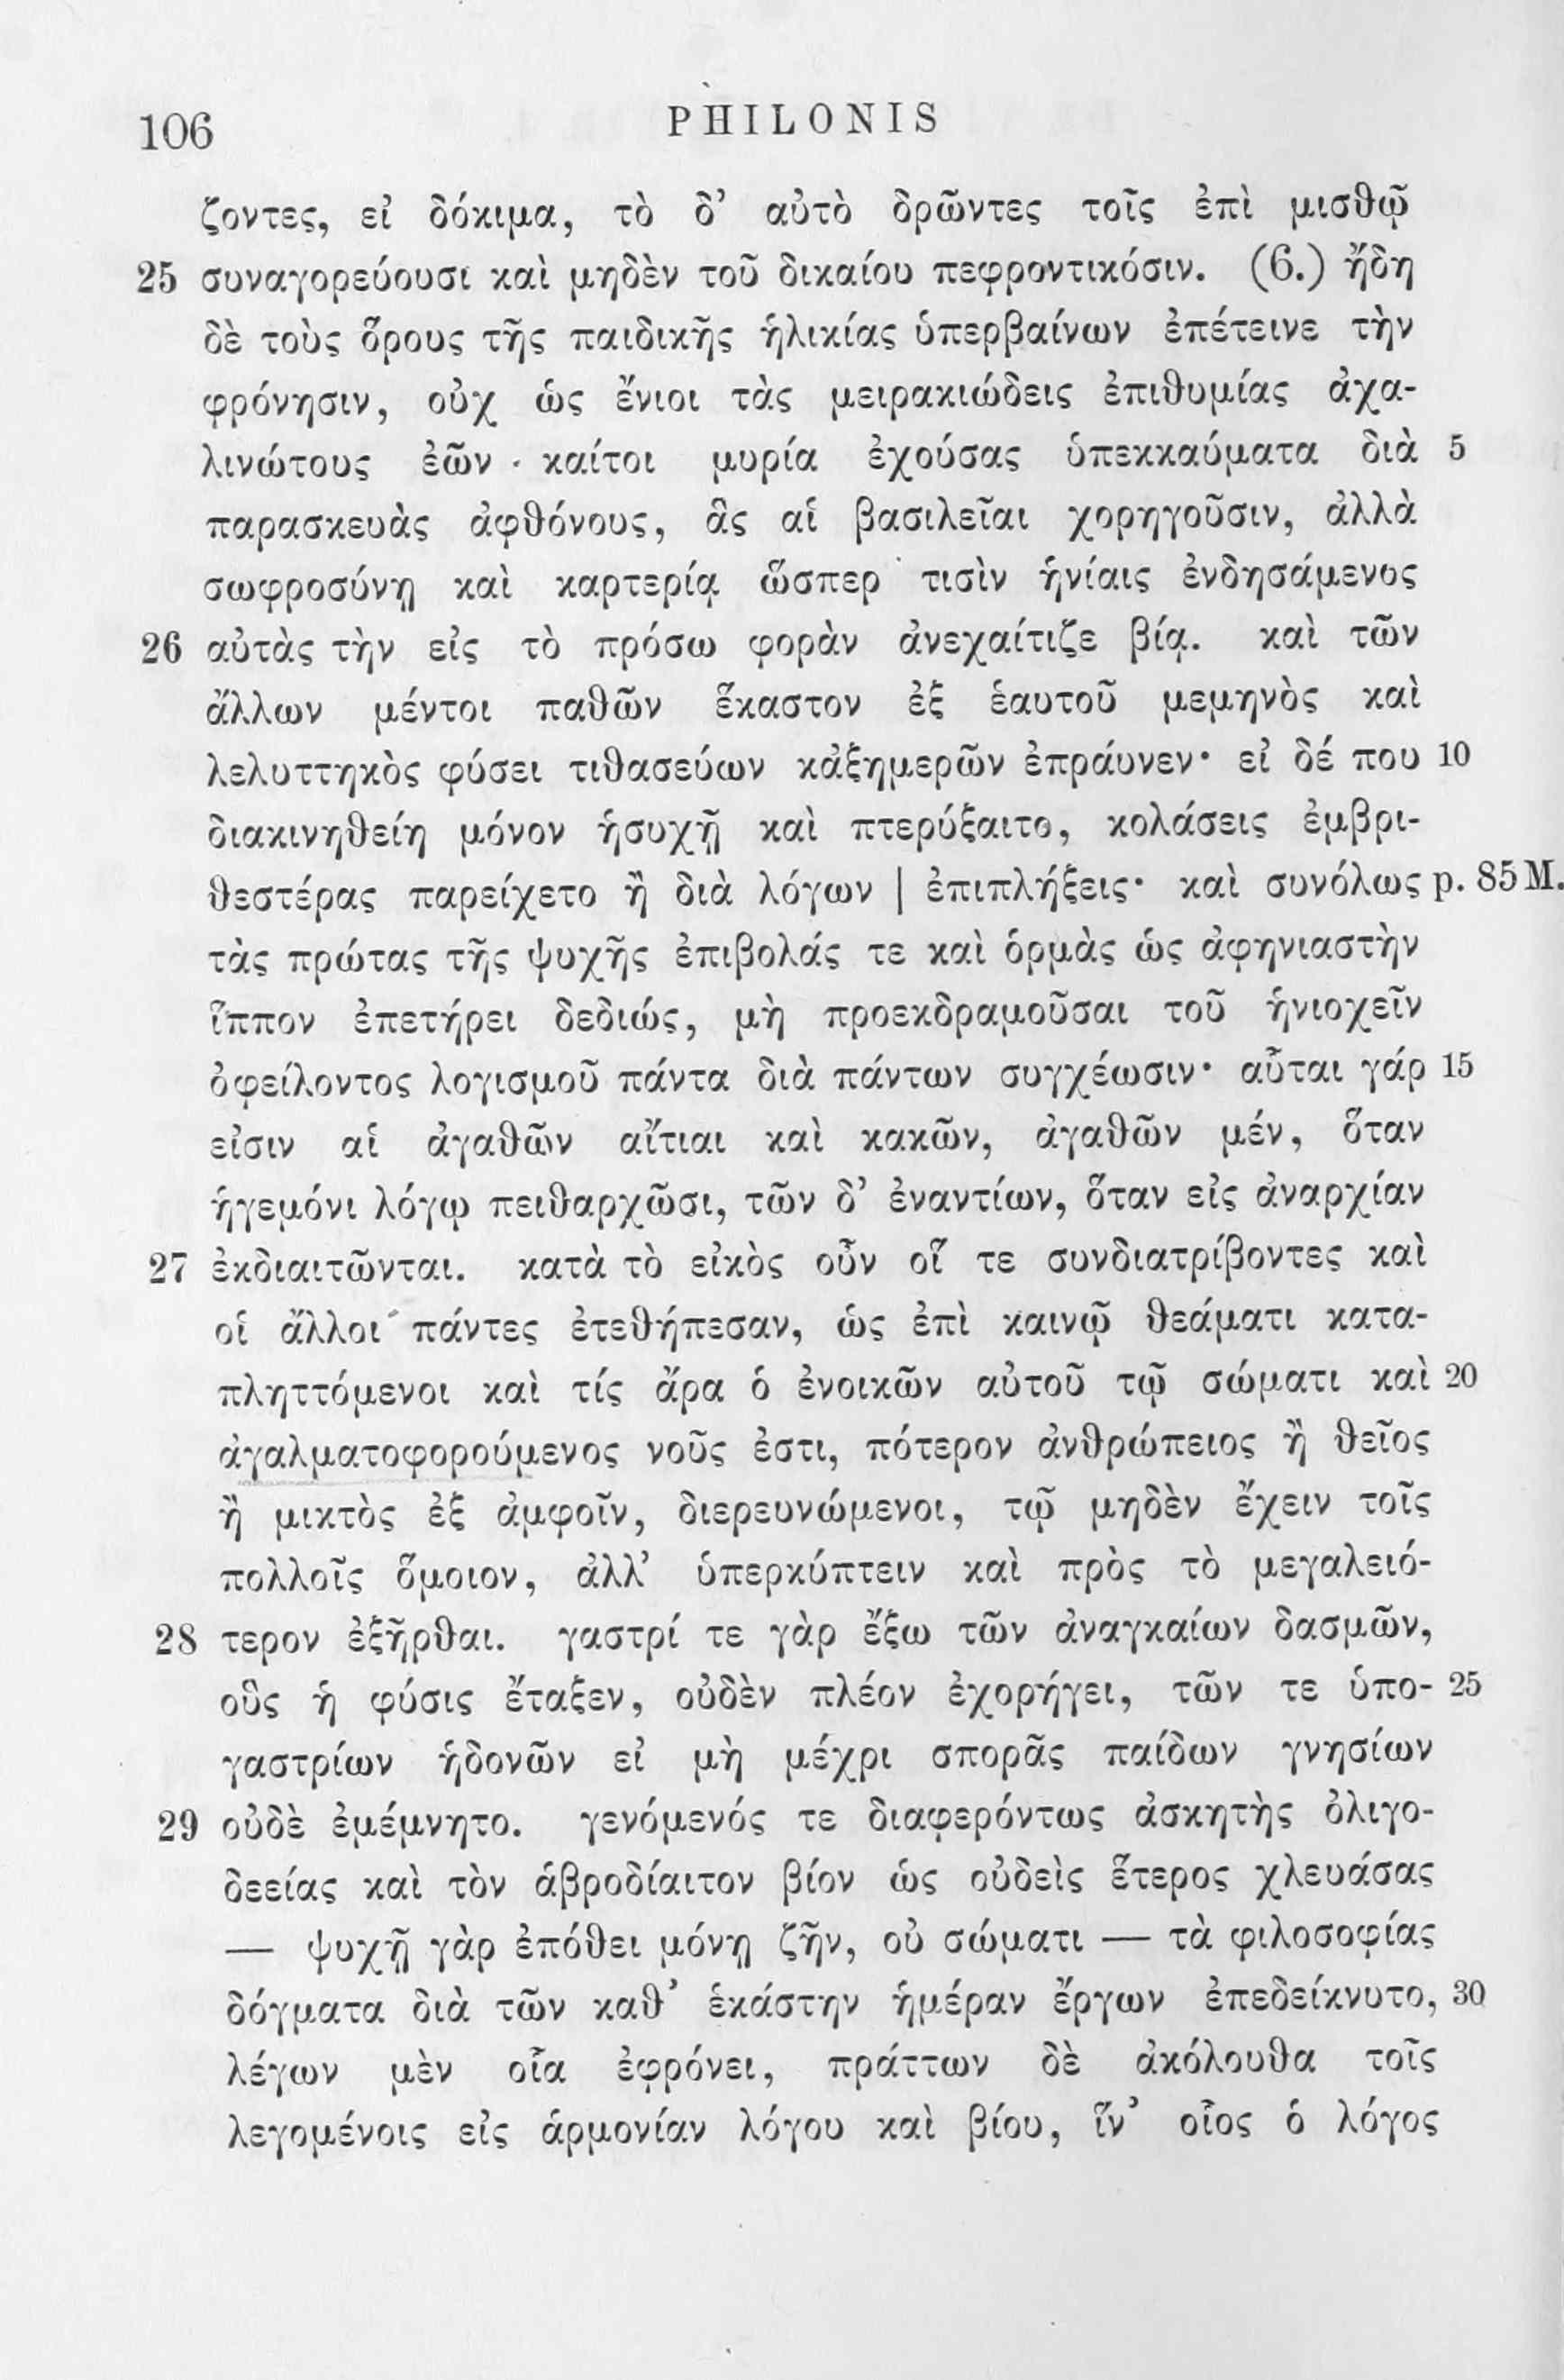 106 PHILONIS
ζοντες, εἰ δόκιμα, τὸ δ’ αὐτὸ δρῶντες τοῖς ἐπὶ μισθῷ
25 συναγορεύουσι καὶ μηδὲν τοῦ δικαίου πεφροντικόσιν. (6.) ἤδη
δὲ τοὺς ὅρους τῆς παιδικῆς ἡλικίας ὑπερβαίνων ἐπέτεινε τὴν
φρόνησιν, οὐχ ὡς ἔνιοι τὰς μειρακιώδεις ἐπιθυμίας ἀχα-
λινώτους ἐῶν · καίτοι μυρία ἐχούσας ὑπεκκαύματα διὰ 5
παρασκευὰς ἀφθόνους, ἃς αἱ βασιλεῖαι χορηγοῦσιν, ἀλλὰ
σωφροσύνῃ καὶ καρτερίᾳ ὥσπερ τισὶν ἡνίαις ἐνδησάμενος
26 αὐτὰς τὴν εἰς τὸ πρόσω φορὰν ἀνεχαίτιζε βίᾳ. καὶ τῶν
ἄλλων μέντοι παθῶν ἕκαστον ἐξ ἑαυτοῦ μεμηνὸς καὶ
λελυττηκὸς φύσει τιθασεύων κἀξημερῶν ἐπράυνεν· εἰ δέ που 10
διακινηθείη μόνον ἡσυχῇ καὶ πτερύξαιτο, κολάσεις ἐμβρι-
θεστέρας παρείχετο ἢ διὰ λόγων | ἐπιπλήξεις· καὶ συνόλως p. 85 M.
τὰς πρώτας τῆς ψυχῆς ἐπιβολάς τε καὶ ὁρμὰς ὡς ἀφηνιαστὴν
ἵππον ἐπετήρει δεδιώς, μὴ προεκδραμοῦσαι τοῦ ἡνιοχεῖν
ὀφείλοντος λογισμοῦ πάντα διὰ πάντων συγχέωσιν· αὗται γάρ 15
εἰσιν αἱ ἀγαθῶν αἴτιαι καὶ κακῶν, ἀγαθῶν μέν, ὅταν
ἡγεμόνι λόγῳ πειθαρχῶσι, τῶν δ’ ἐναντίων, ὅταν εἰς ἀναρχίαν
27 ἐκδιαιτῶνται. κατὰ τὸ εἰκὸς οὖν οἵ τε συνδιατρίβοντες καὶ
οἱ ἄλλοι πάντες ἐτεθήπεσαν, ὡς ἐπὶ καινῷ θεάματι κατα-
πληττόμενοι καὶ τίς ἄρα ὁ ἐνοικῶν αὐτοῦ τῷ σώματι καὶ 20
ἀγαλματοφορούμενος νοῦς ἐστι, πότερον ἀνθρώπειος ἢ θεῖος
ἢ μικτὸς ἐξ ἀμφοῖν, διερευνώμενοι, τῷ μηδὲν ἔχειν τοῖς
πολλοῖς ὅμοιον, ἀλλ’ ὑπερκύπτειν καὶ πρὸς τὸ μεγαλειό-
28 τερον ἐξῆρθαι. γαστρί τε γὰρ ἔξω τῶν ἀναγκαίων δασμῶν,
οὓς ἡ φύσις ἔταξεν, οὐδὲν πλέον ἐχορήγει, τῶν τε ὑπο- 25
γαστρίων ἡδονῶν εἰ μὴ μέχρι σπορᾶς παίδων γνησίων
29 οὐδὲ ἐμέμνητο. γενόμενός τε διαφερόντως ἀσκητὴς ὀλιγο-
δεείας καὶ τὸν ἁβροδίαιτον βίον ὡς οὐδεὶς ἕτερος χλευάσας
— ψυχῇ γὰρ ἐπόθει μόνῃ ζῆν, οὐ σώματι — τὰ φιλοσοφίας
δόγματα διὰ τῶν καθ’ ἑκάστην ἡμέραν ἔργων ἐπεδείκνυτο, 30
λέγων μὲν οἷα ἐφρόνει, πράττων δὲ ἀκόλουθα τοῖς
λεγομένοις εἰς ἁρμονίαν λόγου καὶ βίου, ἵν’ οἷος ὁ λόγος